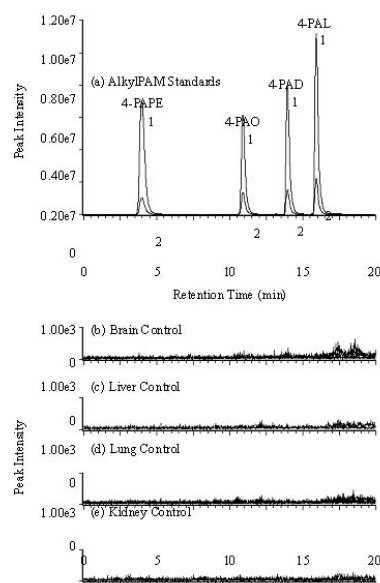 1.20e7
1.00e7
0.80e7
0.60e7
0.40e7
0.20e7
0
Peak Intensity
(a) AlkylPAM Standards
4-PAPE
1
2
4-PAO
1
2
4-PAD
1
2
4-PAL
1
2
0 5 10 15 20
Retention Time (min)
Peak Intensity
1.00e3
(b) Brain Control
0
1.00e3
(c) Liver Control
0
1.00e3
(d) Lung Control
0
1.00e3
(e) Kidney Control
0
0 5 10 15 20